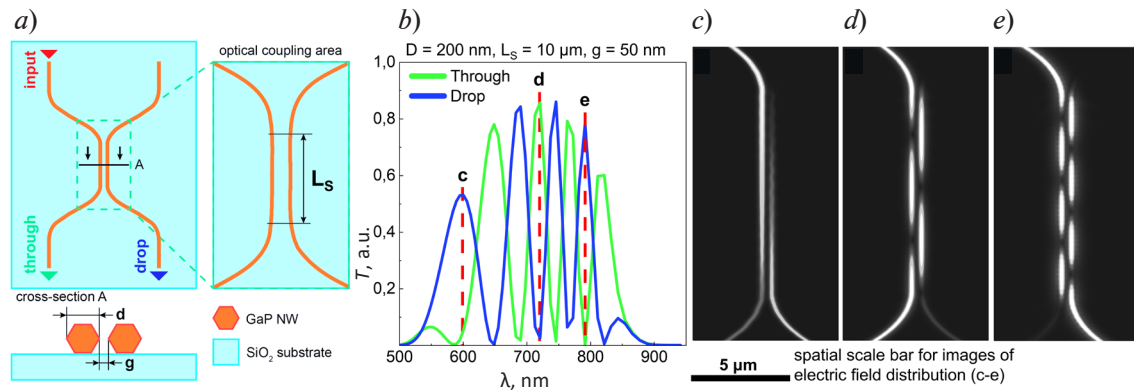 a)
input
A
through
drop
cross-section A
d
g
GaP NW
SiO₂ substrate
optical coupling area
L_S
b)
D = 200 nm, L_S = 10 µm, g = 50 nm
1,0
0,8
0,6
0,4
0,2
T, a.u.
Through
Drop
c
d
e
500 600 700 800 900
λ, nm
c)
d)
e)
5 µm
spatial scale bar for images of
electric field distribution (c-e)